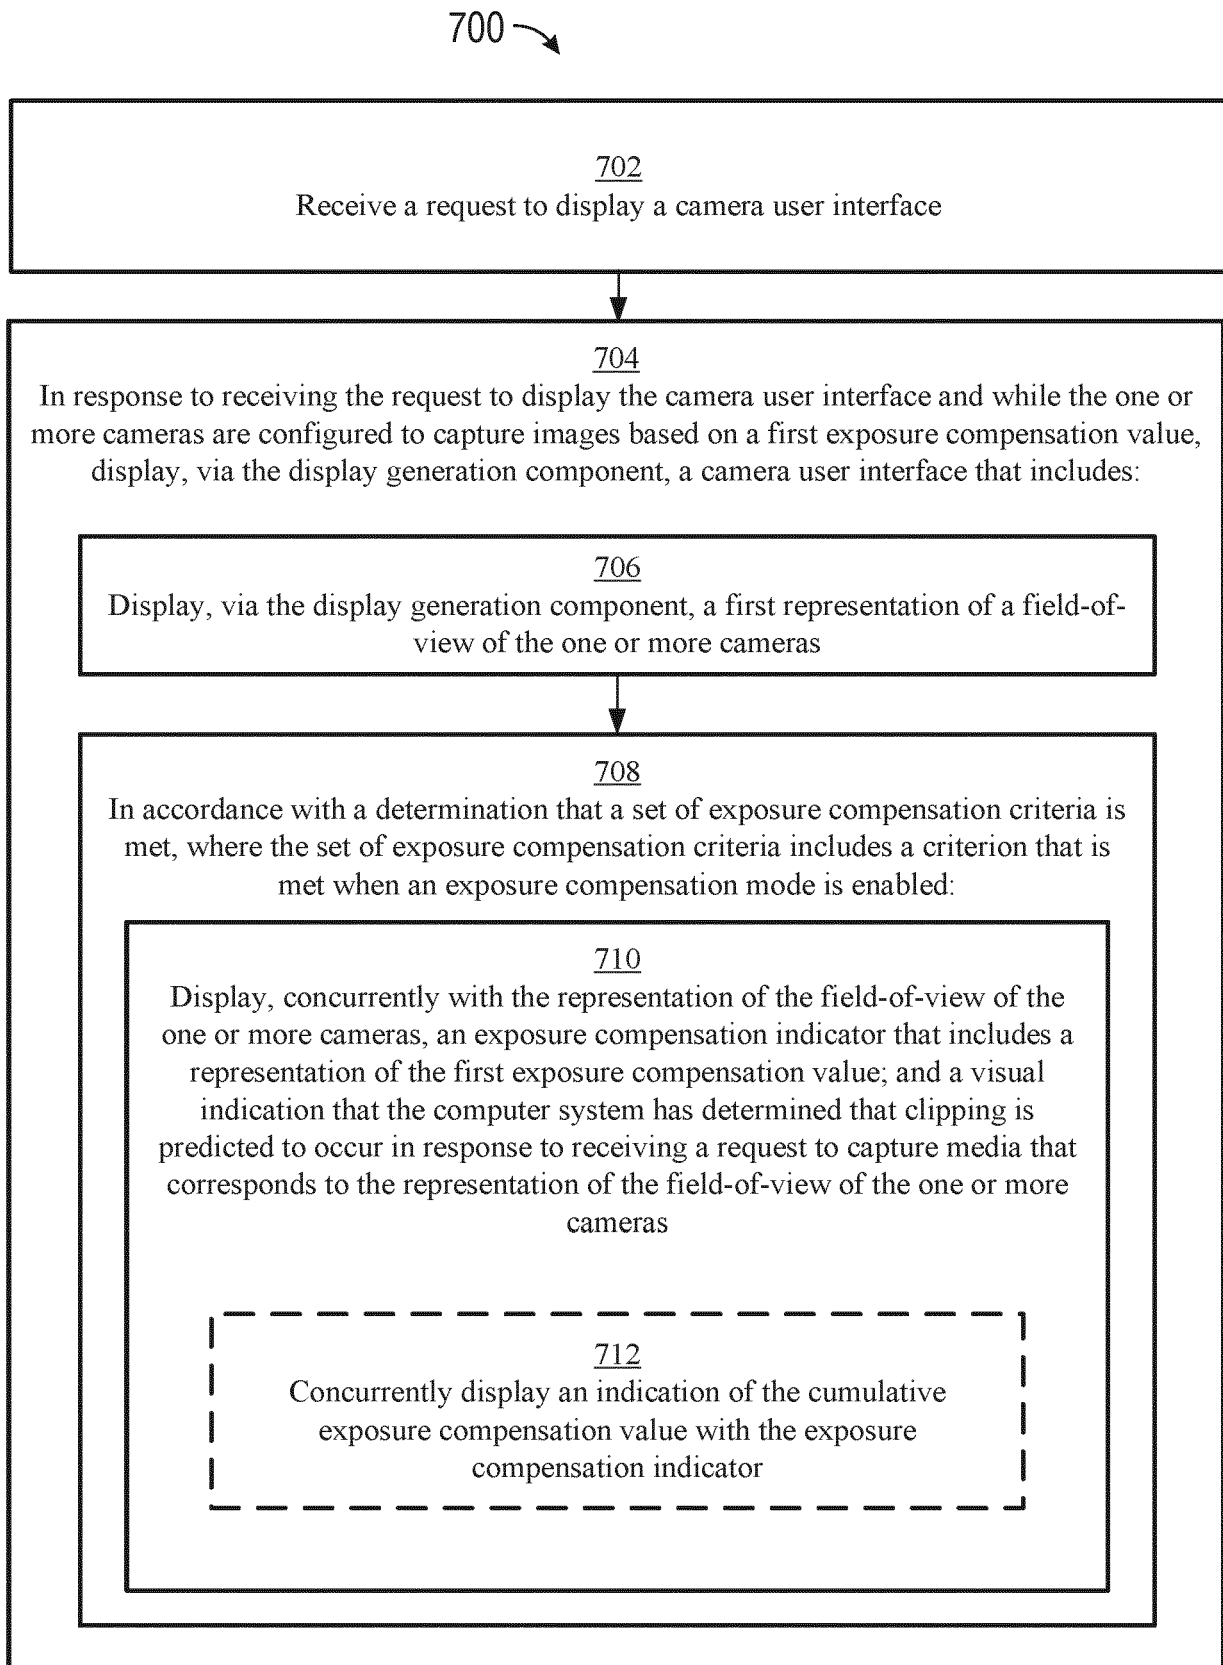 700
702
Receive a request to display a camera user interface
704
In response to receiving the request to display the camera user interface and while the one or
more cameras are configured to capture images based on a first exposure compensation value,
display, via the display generation component, a camera user interface that includes:
706
Display, via the display generation component, a first representation of a field-of-
view of the one or more cameras
708
In accordance with a determination that a set of exposure compensation criteria is
met, where the set of exposure compensation criteria includes a criterion that is
met when an exposure compensation mode is enabled:
710
Display, concurrently with the representation of the field-of-view of the
one or more cameras, an exposure compensation indicator that includes a
representation of the first exposure compensation value; and a visual
indication that the computer system has determined that clipping is
predicted to occur in response to receiving a request to capture media that
corresponds to the representation of the field-of-view of the one or more
cameras
712
Concurrently display an indication of the cumulative
exposure compensation value with the exposure
compensation indicator